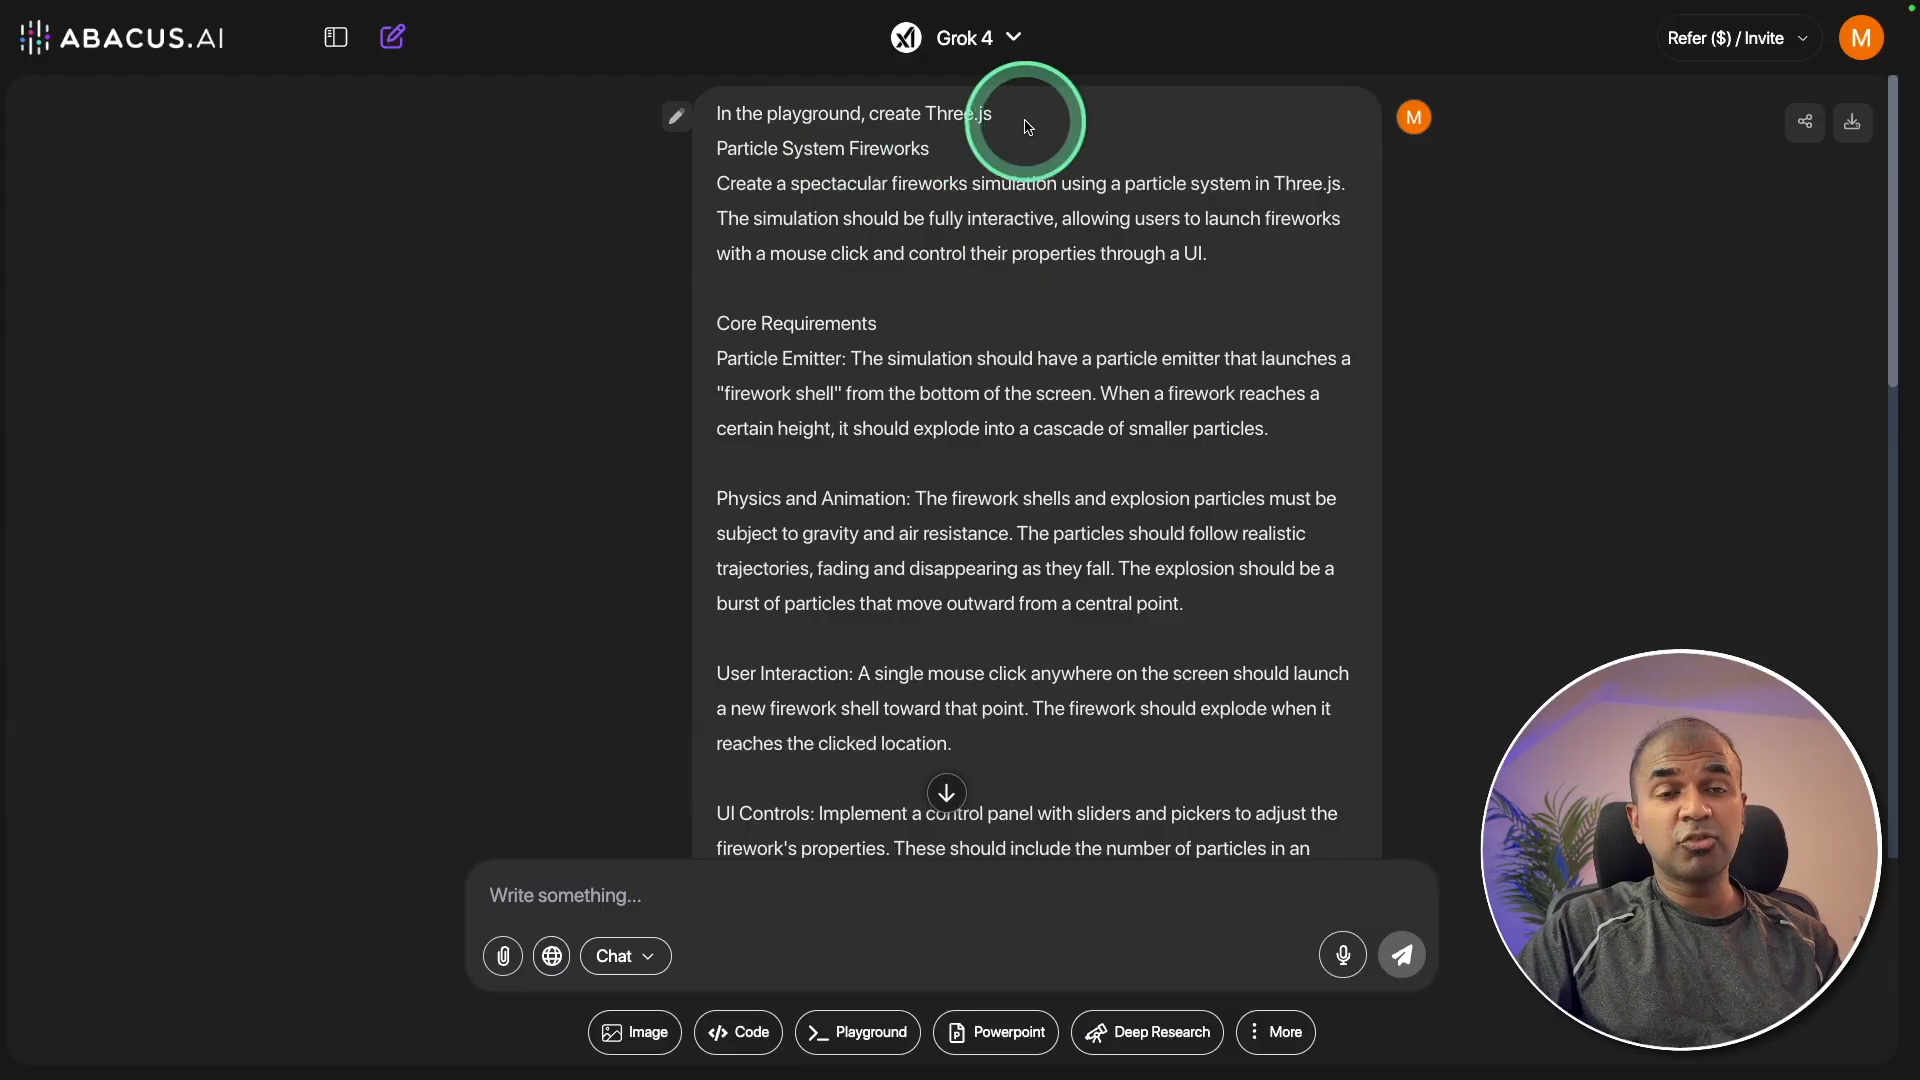 ABACUS.AI
Grok 4
Refer ($) / Invite
M
In the playground, create Three.js
M
Particle System Fireworks
Create a spectacular fireworks simulation using a particle system in Three.js.
The simulation should be fully interactive, allowing users to launch fireworks
with a mouse click and control their properties through a UI.
Core Requirements
Particle Emitter: The simulation should have a particle emitter that launches a
"firework shell" from the bottom of the screen. When a firework reaches a
certain height, it should explode into a cascade of smaller particles.
Physics and Animation: The firework shells and explosion particles must be
subject to gravity and air resistance. The particles should follow realistic
trajectories, fading and disappearing as they fall. The explosion should be a
burst of particles that move outward from a central point.
User Interaction: A single mouse click anywhere on the screen should launch
a new firework shell toward that point. The firework should explode when it
reaches the clicked location.
UI Controls: Implement a control panel with sliders and pickers to adjust the
firework's properties. These should include the number of particles in an
Write something...
Chat
Image
Code
Playground
Powerpoint
Deep Research
More